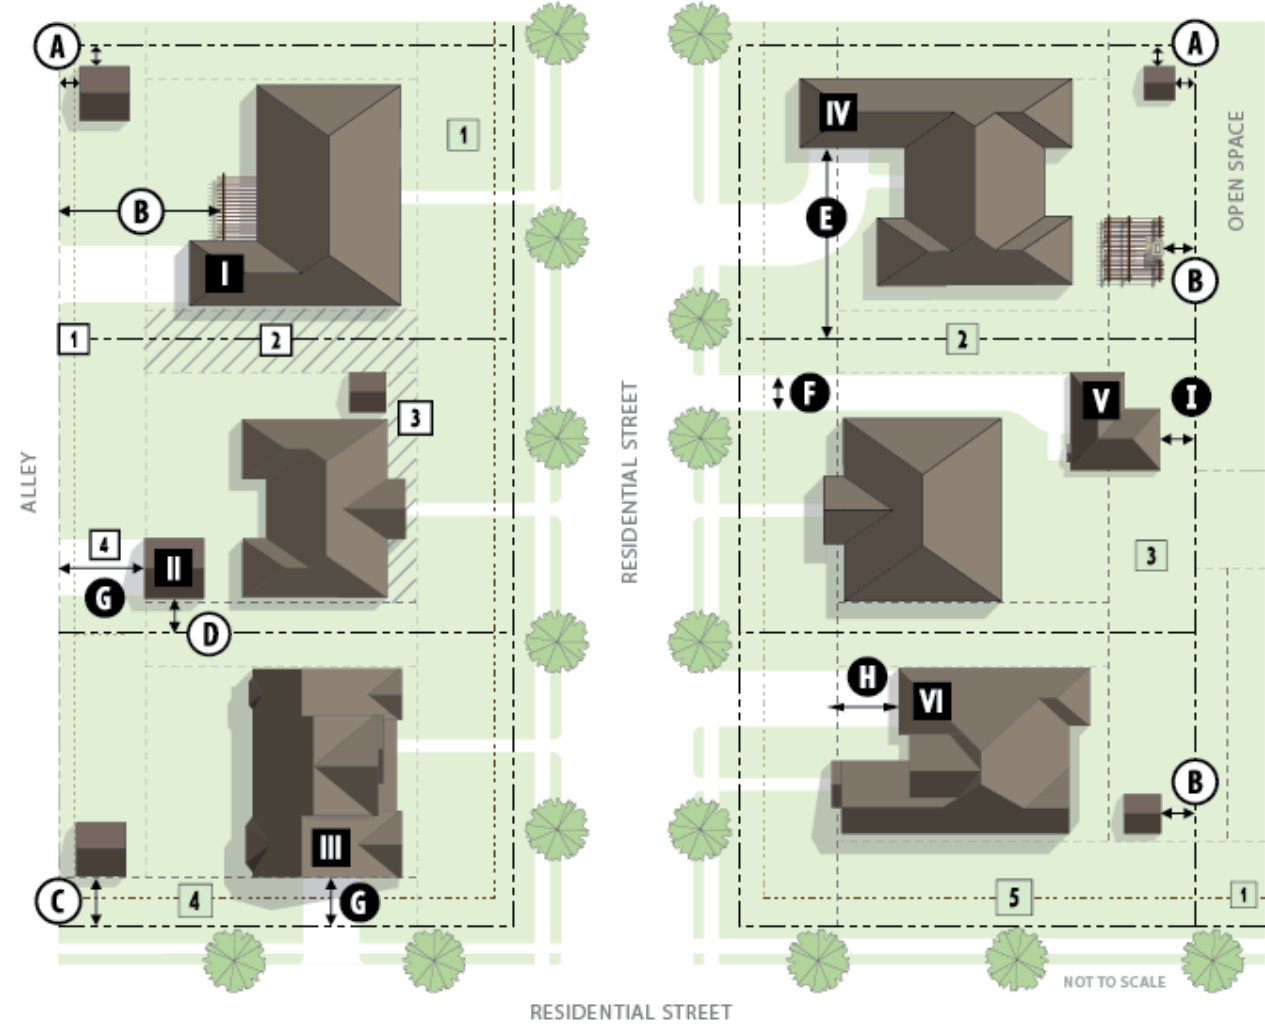 A
A
IV
1
OPEN SPACE
B
E
I
B
1
2
2
F
V
I
3
ALLEY
RESIDENTIAL STREET
4
II
3
G
D
H
VI
B
III
C
4
G
5
1
NOT TO SCALE
RESIDENTIAL STREET